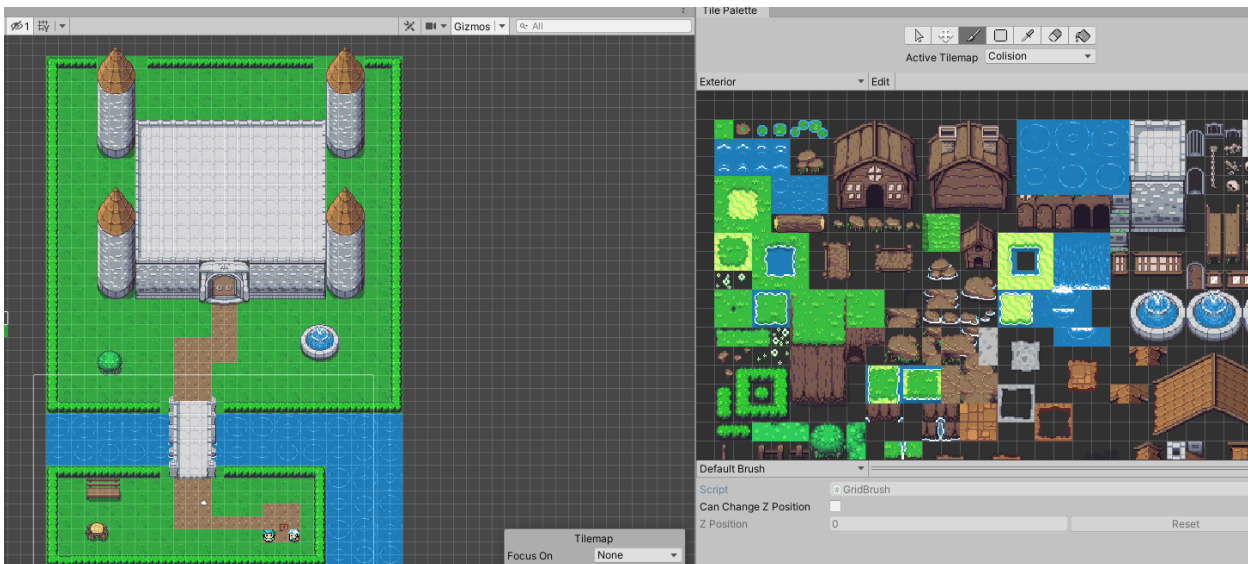 1
Gizmos
All
Tile Palette
Active Tilemap Colision
Exterior
Edit
Default Brush
Script
GridBrush
Can Change Z Position
Z Position
0
Reset
Tilemap
Focus On
None